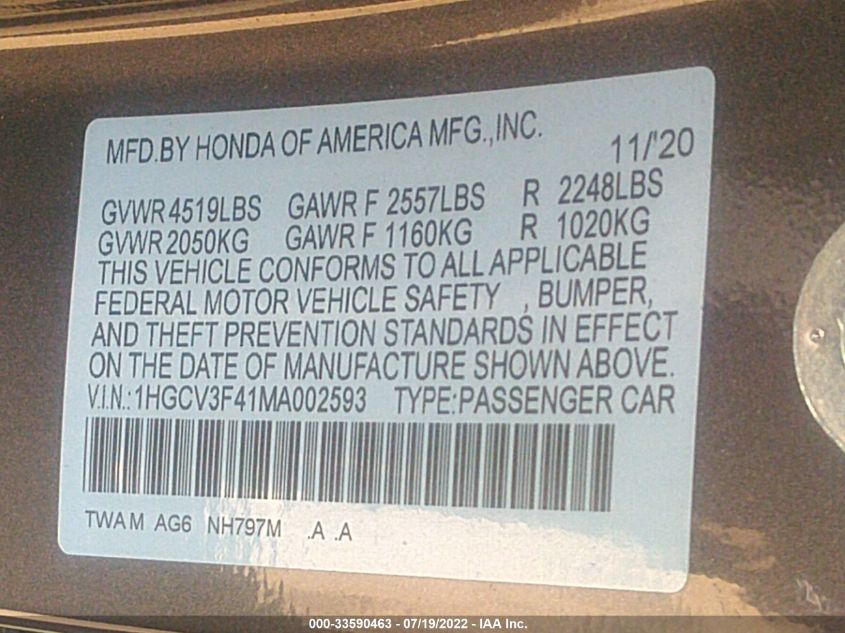 MFD.BY HONDA OF AMERICA MFG.,INC.
11/'20
GVWR 4519LBS GAWR F 2557LBS R 2248LBS
GVWR 2050KG GAWR F 1160KG R 1020KG
THIS VEHICLE CONFORMS TO ALL APPLICABLE
FEDERAL MOTOR VEHICLE SAFETY , BUMPER,
AND THEFT PREVENTION STANDARDS IN EFFECT
ON THE DATE OF MANUFACTURE SHOWN ABOVE.
V.I.N.:1HGCV3F41MA002593 TYPE:PASSENGER CAR
TWAM AG6 NH797M .A .A
000-33590463 - 07/19/2022 - IAA Inc.